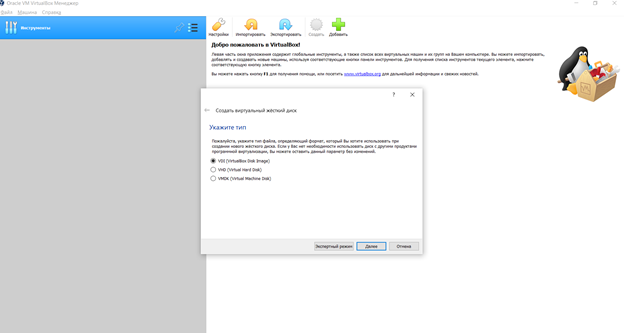 Oracle VM VirtualBox Менеджер
Файл Машина Справка
Инструменты
Настройки Импортировать Экспортировать Создать Добавить
Добро пожаловать в VirtualBox!
Левая часть окна приложения содержит глобальные инструменты, а также список всех виртуальных машин и их групп на Вашем компьютере. Вы можете импортировать,
добавлять и создавать новые машины, используя соответствующие кнопки панели инструментов. Для получения списка инструментов текущего элемента, нажмите
соответствующую кнопку элемента.
Вы можете нажать кнопку F1 для получения помощи, или посетить www.virtualbox.org для дальнейшей информации и свежих новостей.
?
Создать виртуальный жёсткий диск
Укажите тип
Пожалуйста, укажите тип файла, определяющий формат, который Вы хотите использовать при
создании нового жёсткого диска. Если у Вас нет необходимости использовать диск с другими продуктами
программной виртуализации, Вы можете оставить данный параметр без изменений.
VDI (VirtualBox Disk Image)
VHD (Virtual Hard Disk)
VMDK (Virtual Machine Disk)
Экспертный режим Далее Отмена